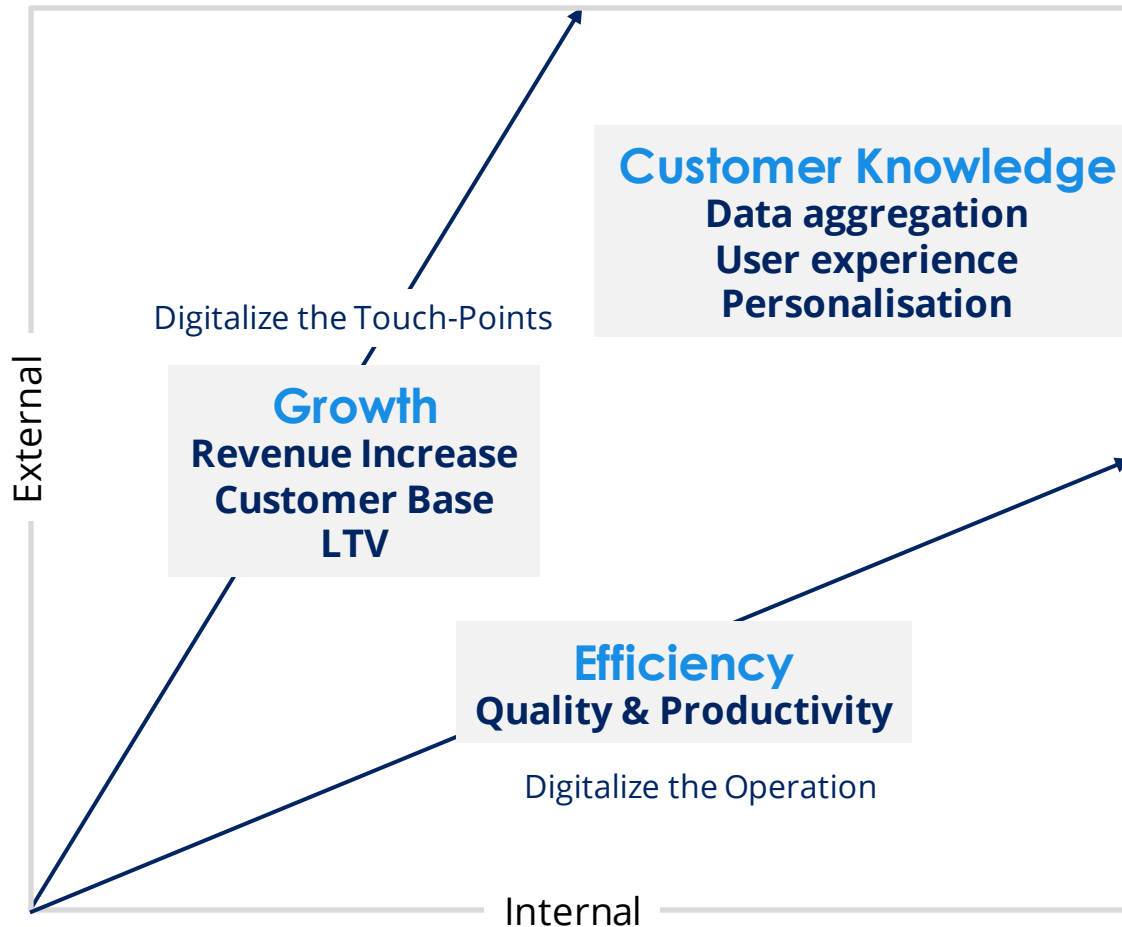 Customer Knowledge
Data aggregation
User experience
Personalisation
Digitalize the Touch-Points
External
Growth
Revenue Increase
Customer Base
LTV
Efficiency
Quality & Productivity
Digitalize the Operation
Internal